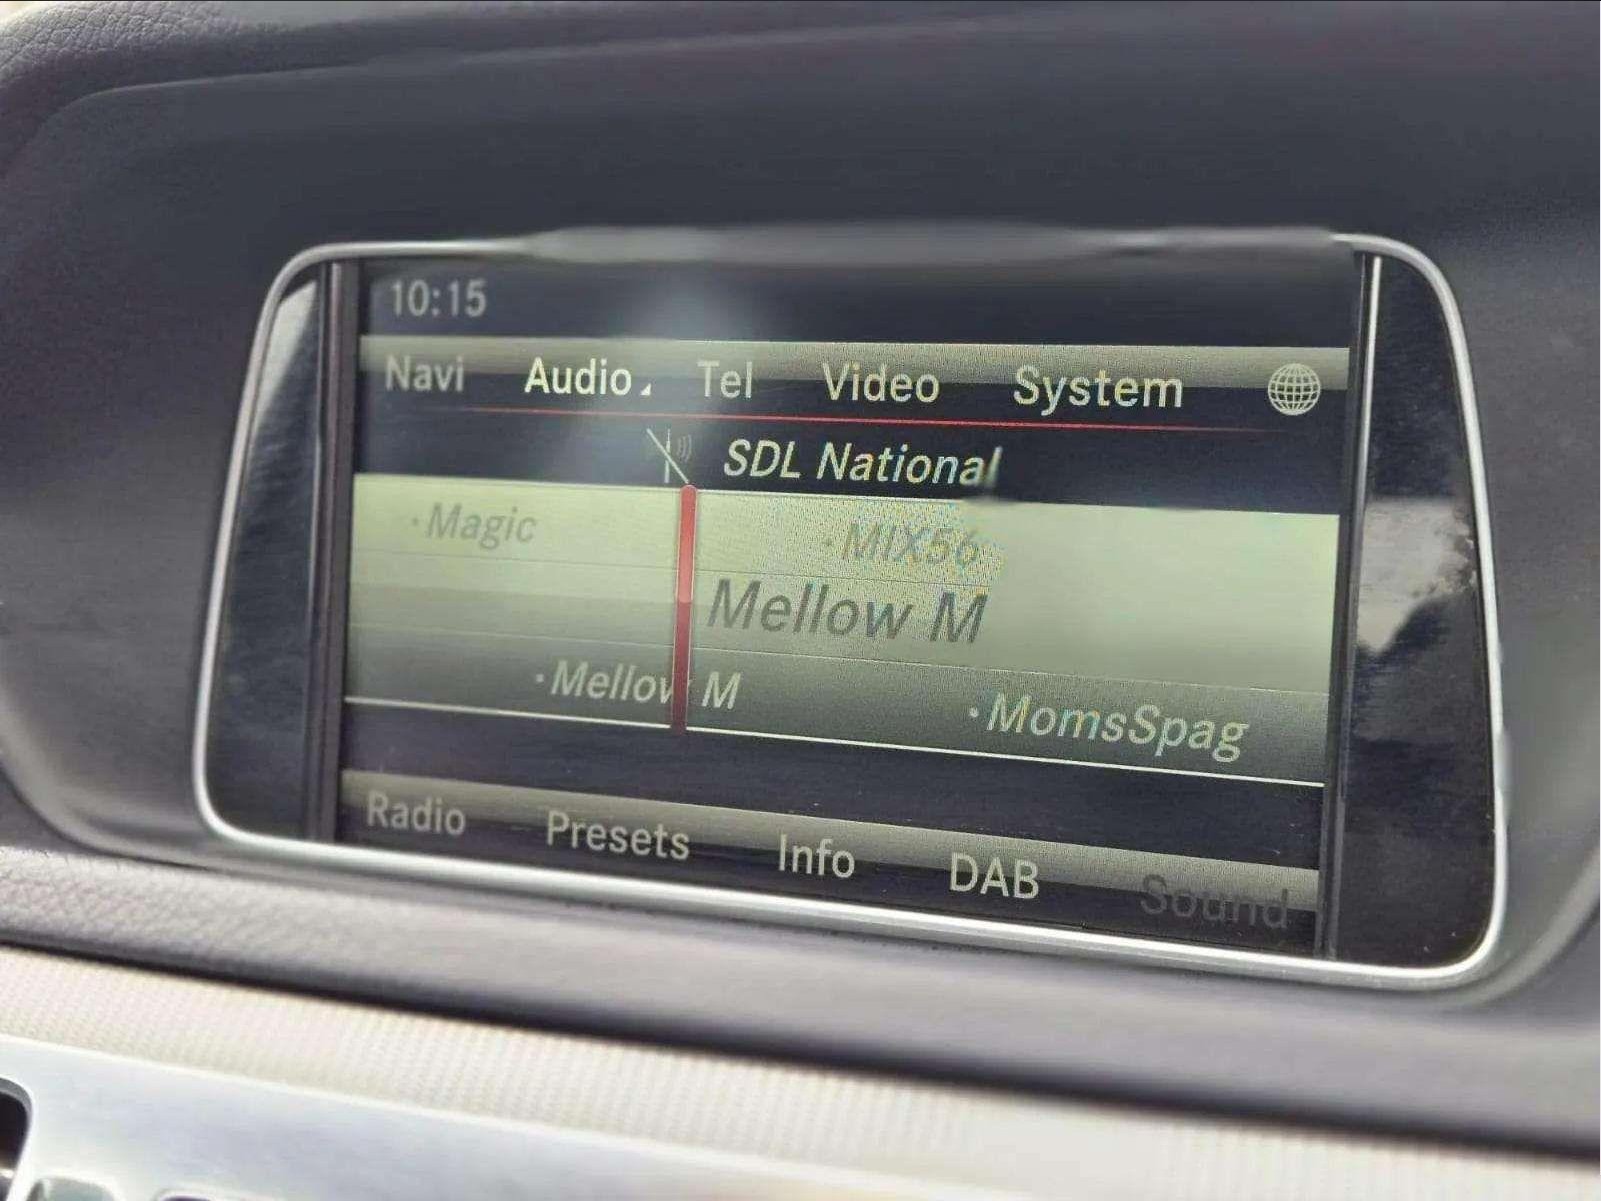 10:15
Navi Audio Tel Video System
SDL National
·Magic ·MIX56
Mellow M
·Mellow M ·MomsSpag
Radio Presets Info DAB Sound